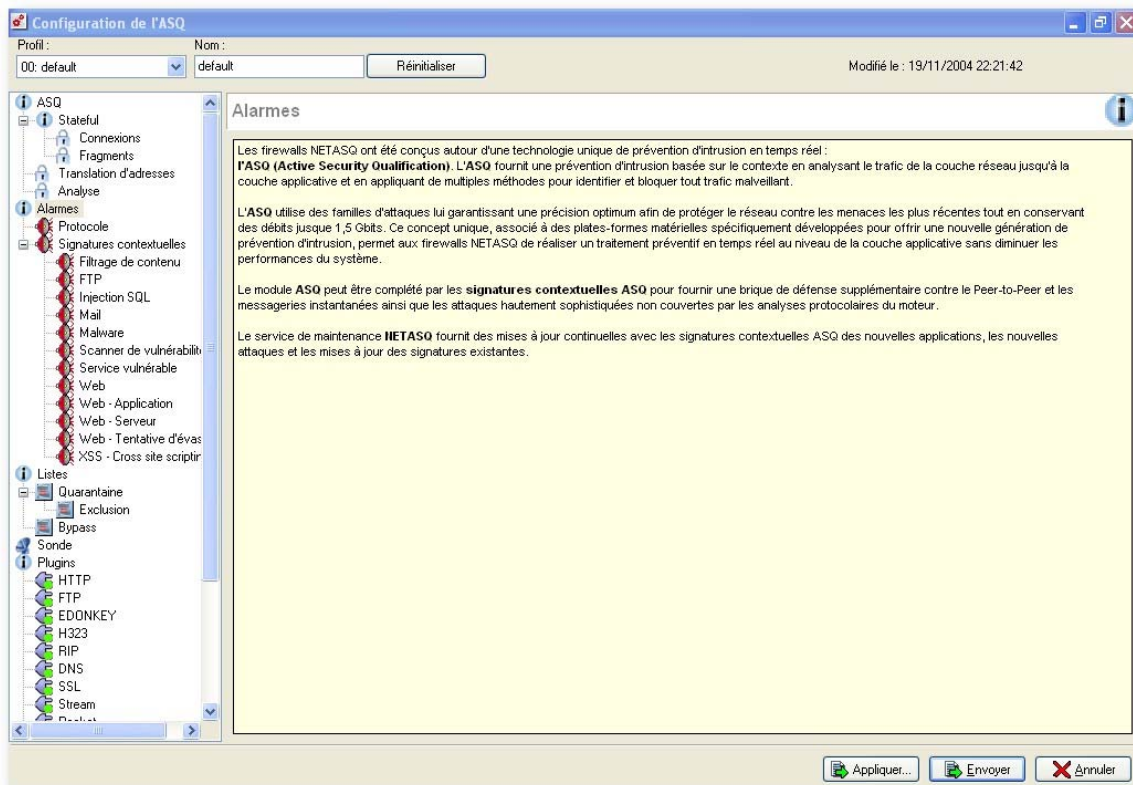 Configuration de l'ASQ
Profil :
Nom :
00: default
default
Réinitialiser
Modifié le : 19/11/2004 22:21:42
ASQ
Stateful
Connexions
Fragments
Translation d'adresses
Analyse
Alarmes
Protocole
Signatures contextuelles
Filtrage de contenu
FTP
Injection SQL
Mail
Malware
Scanner de vulnérabilit
Service vulnérable
Web
Web - Application
Web - Serveur
Web - Tentative d'évas
XSS - Cross site scriptin
Listes
Quarantaine
Exclusion
Bypass
Sonde
Plugins
HTTP
FTP
EDONKEY
H323
RIP
DNS
SSL
Stream
Alarmes
Les firewalls NETASQ ont été conçus autour d'une technologie unique de prévention d'intrusion en temps réel :
l'ASQ (Active Security Qualification). L'ASQ fournit une prévention d'intrusion basée sur le contexte en analysant le trafic de la couche réseau jusqu'à la
couche applicative et en appliquant de multiples méthodes pour identifier et bloquer tout trafic malveillant.
L'ASQ utilise des familles d'attaques lui garantissant une précision optimum afin de protéger le réseau contre les menaces les plus récentes tout en conservant
des débits jusque 1,5 Gbits. Ce concept unique, associé à des plates-formes matérielles spécifiquement développées pour offrir une nouvelle génération de
prévention d'intrusion, permet aux firewalls NETASQ de réaliser un traitement préventif en temps réel au niveau de la couche applicative sans diminuer les
performances du système.
Le module ASQ peut être complété par les signatures contextuelles ASQ pour fournir une brique de défense supplémentaire contre le Peer-to-Peer et les
messageries instantanées ainsi que les attaques hautement sophistiquées non couvertes par les analyses protocolaires du moteur.
Le service de maintenance NETASQ fournit des mises à jour continuelles avec les signatures contextuelles ASQ des nouvelles applications, les nouvelles
attaques et les mises à jour des signatures existantes.
Appliquer...
Envoyer
Annuler